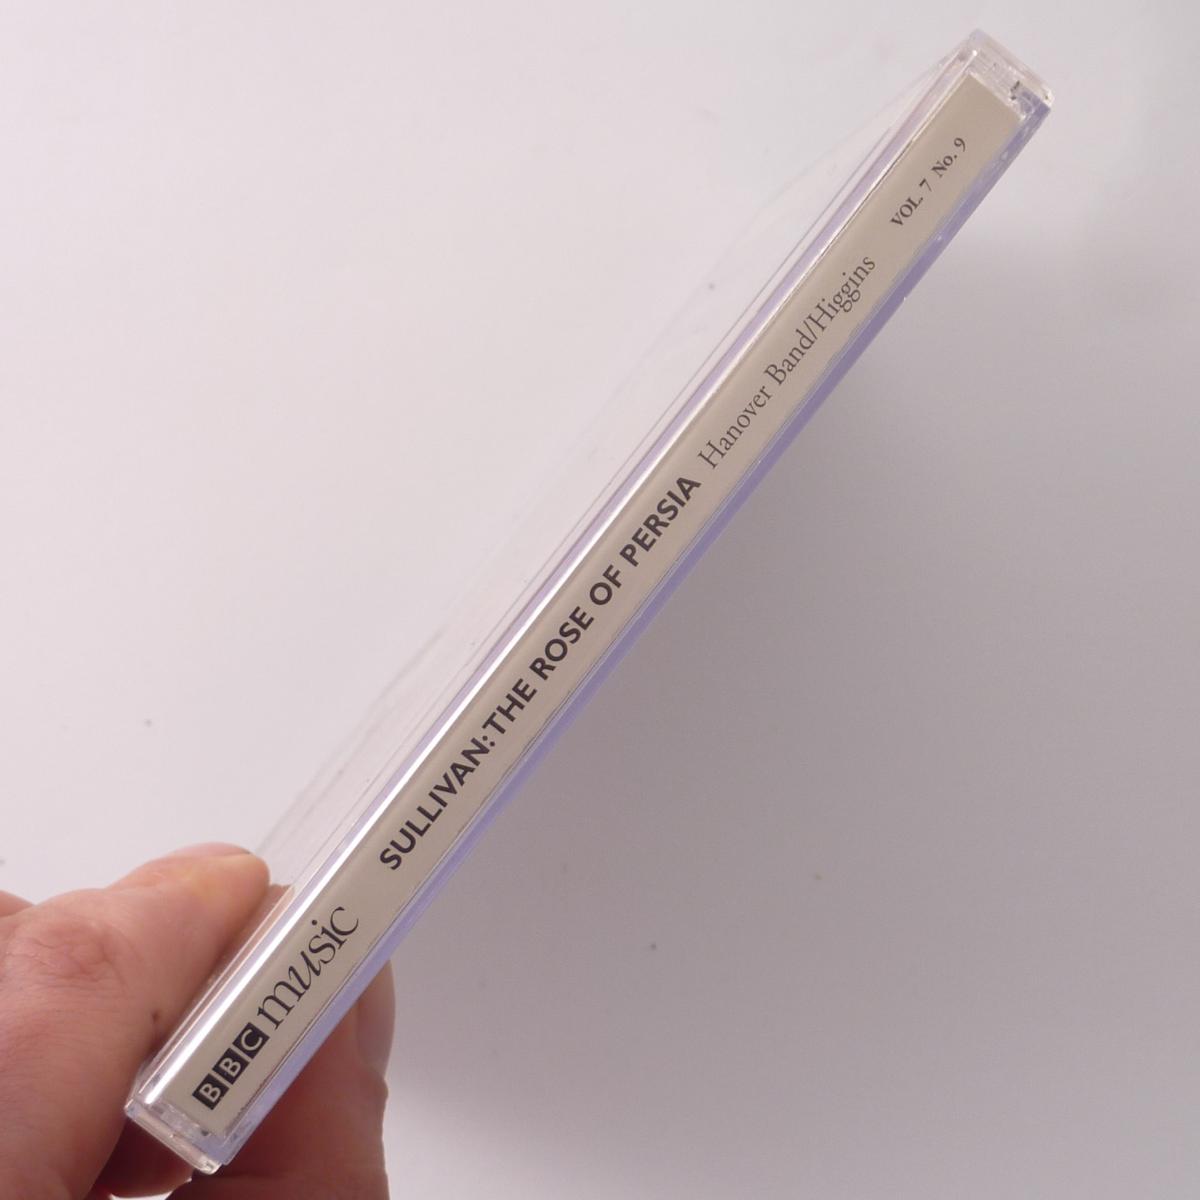 BBC music SULLIVAN: THE ROSE OF PERSIA Hanover Band/Higgins VOL. 7 No. 9